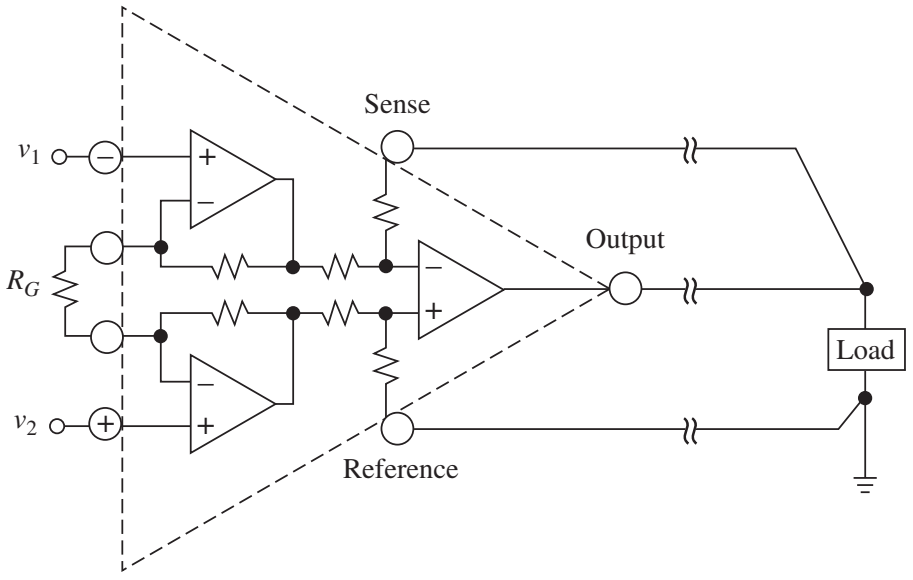 Sense
v1
−
+
−
Output
RG
−
+
Load
−
+
v2
+
Reference